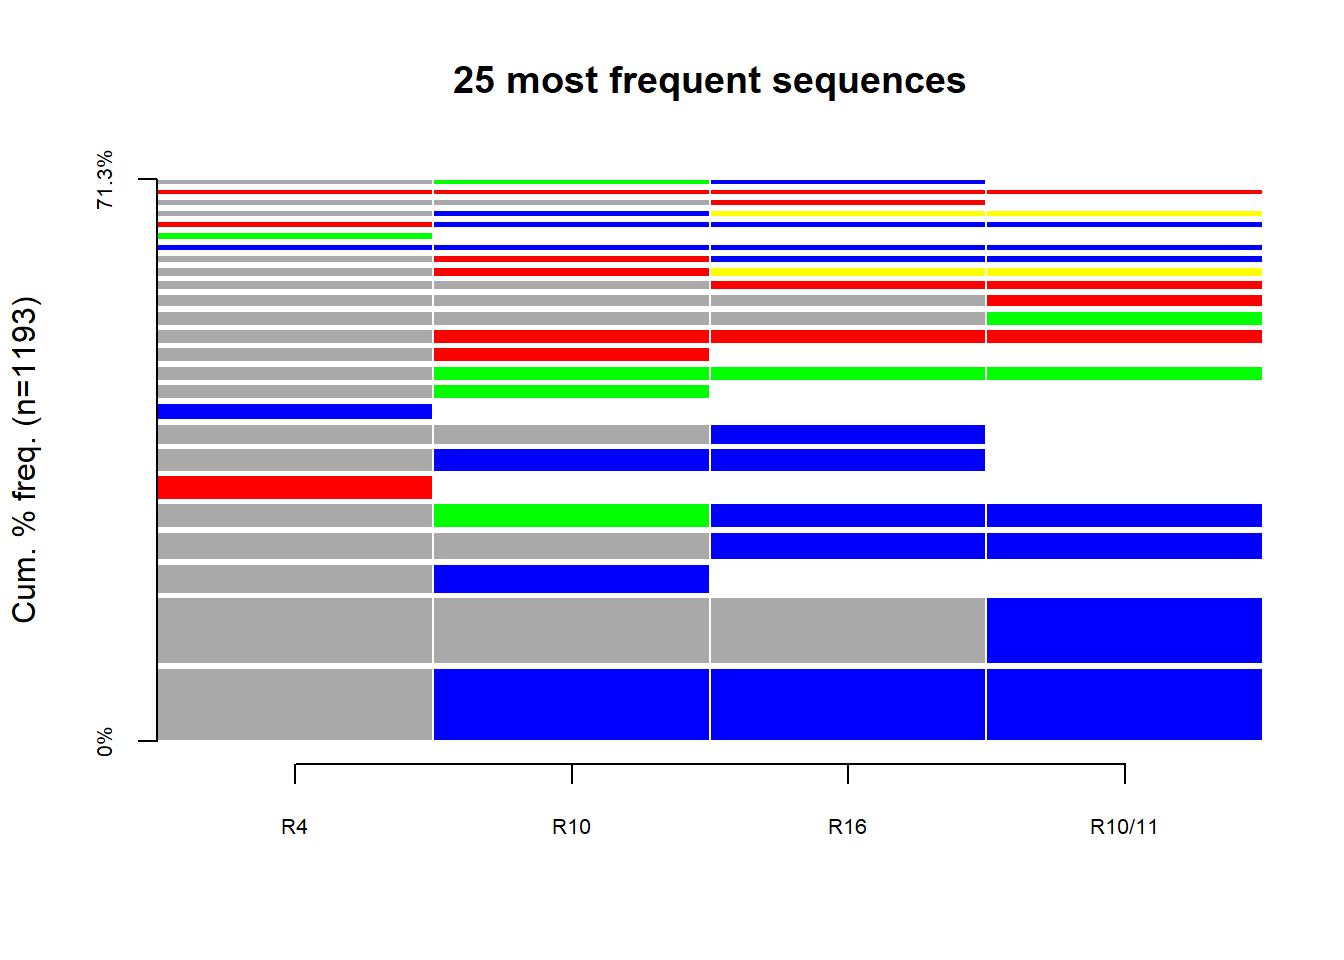 25 most frequent sequences
71.3%
Cum. % freq. (n=1193)
0%
R4
R10
R16
R10/11